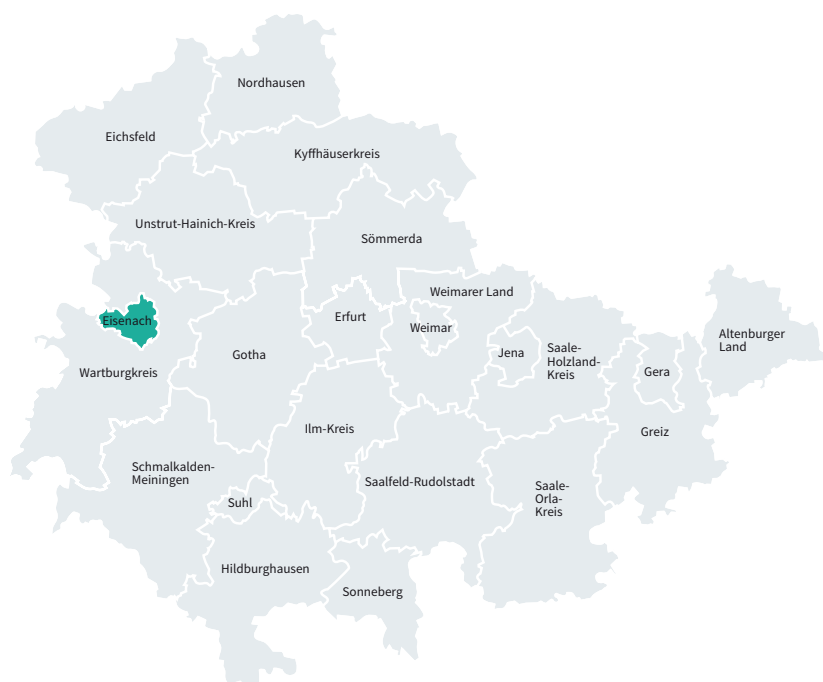 Nordhausen
Eichsfeld
Kyffhäuserkreis
Unstrut-Hainich-Kreis
Sömmerda
Weimarer Land
Eisenach
Erfurt
Weimar
Altenburger
Land
Jena
Saale-
Holzland-
Kreis
Gotha
Wartburgkreis
Gera
Ilm-Kreis
Greiz
Schmalkalden-
Meiningen
Saalfeld-Rudolstadt
Saale-
Orla-
Kreis
Suhl
Hildburghausen
Sonneberg